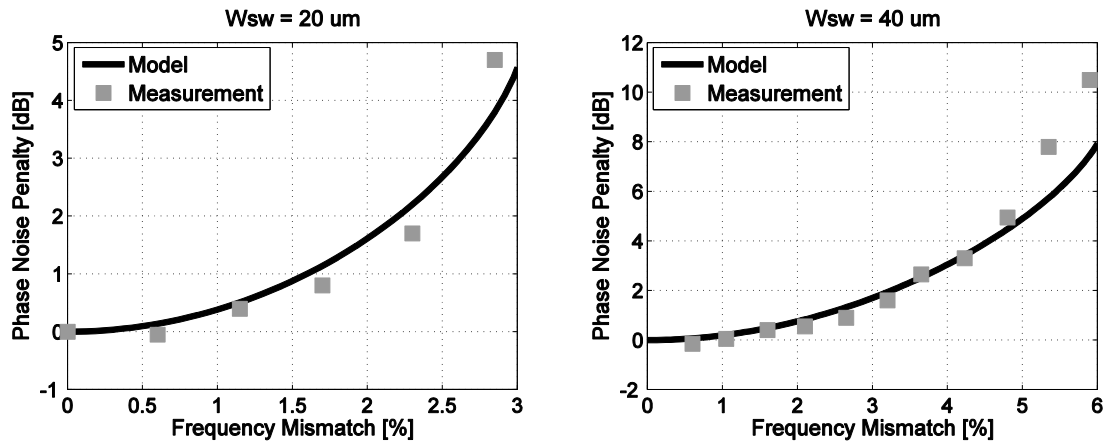 Wsw = 20 um
5
4
3
2
1
0
-1
Phase Noise Penalty [dB]
Model
Measurement
0 0.5 1 1.5 2 2.5 3
Frequency Mismatch [%]
Wsw = 40 um
12
10
8
6
4
2
0
-2
Phase Noise Penalty [dB]
Model
Measurement
0 1 2 3 4 5 6
Frequency Mismatch [%]